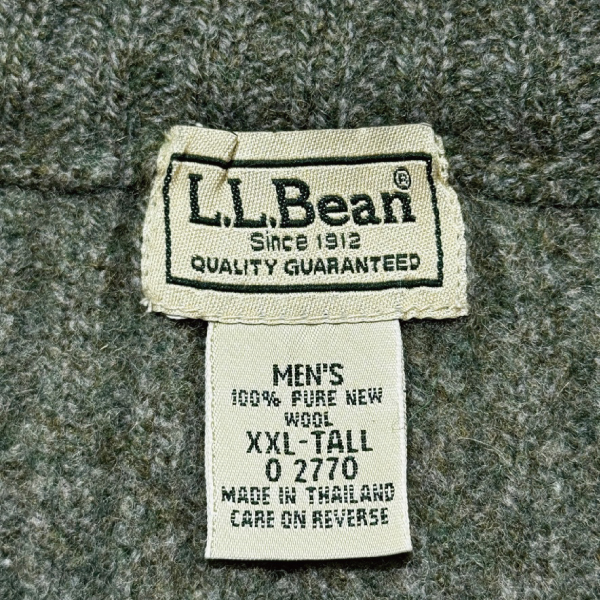 L.L.Bean®
Since 1912
QUALITY GUARANTEED
MEN'S
100% PURE NEW
WOOL
XXL-TALL
0 2770
MADE IN THAILAND
CARE ON REVERSE